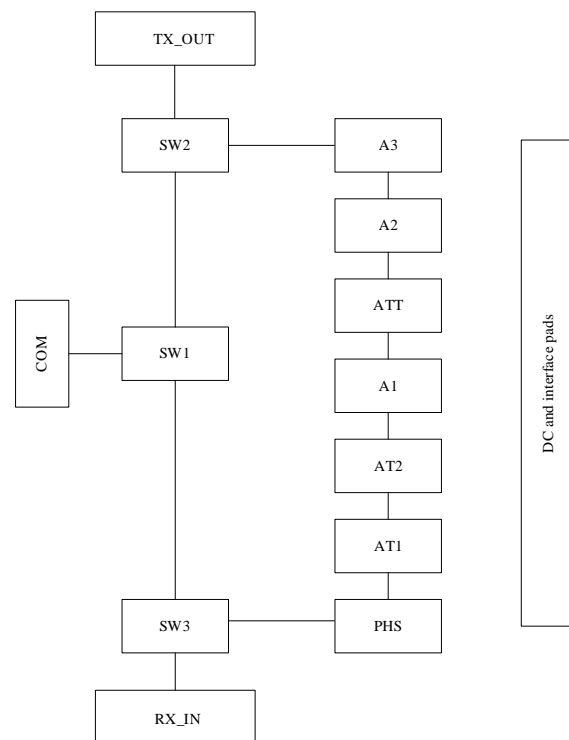 TX_OUT
SW2
A3
A2
ATT
COM
SW1
A1
DC and interface pads
AT2
AT1
SW3
PHS
RX_IN